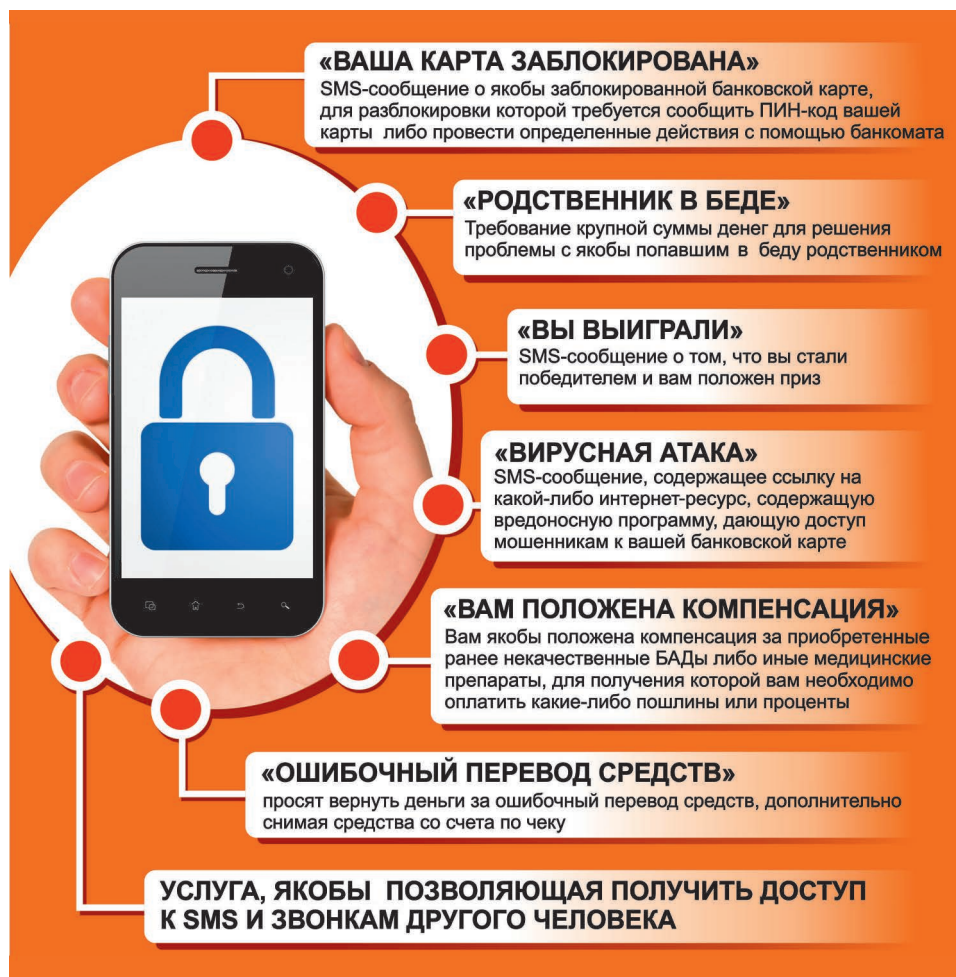 «ВАША КАРТА ЗАБЛОКИРОВАНА»
SMS-сообщение о якобы заблокированной банковской карте,
для разблокировки которой требуется сообщить ПИН-код вашей
карты либо провести определенные действия с помощью банкомата
«РОДСТВЕННИК В БЕДЕ»
Требование крупной суммы денег для решения
проблемы с якобы попавшим в беду родственником
«ВЫ ВЫИГРАЛИ»
SMS-сообщение о том, что вы стали
победителем и вам положен приз
«ВИРУСНАЯ АТАКА»
SMS-сообщение, содержащее ссылку на
какой-либо интернет-ресурс, содержащую
вредоносную программу, дающую доступ
мошенникам к вашей банковской карте
«ВАМ ПОЛОЖЕНА КОМПЕНСАЦИЯ»
Вам якобы положена компенсация за приобретенные
ранее некачественные БАДы либо иные медицинские
препараты, для получения которой вам необходимо
оплатить какие-либо пошлины или проценты
«ОШИБОЧНЫЙ ПЕРЕВОД СРЕДСТВ»
просят вернуть деньги за ошибочный перевод средств, дополнительно
снимая средства со счета по чеку
УСЛУГА, ЯКОБЫ ПОЗВОЛЯЮЩАЯ ПОЛУЧИТЬ ДОСТУП
К SMS И ЗВОНКАМ ДРУГОГО ЧЕЛОВЕКА